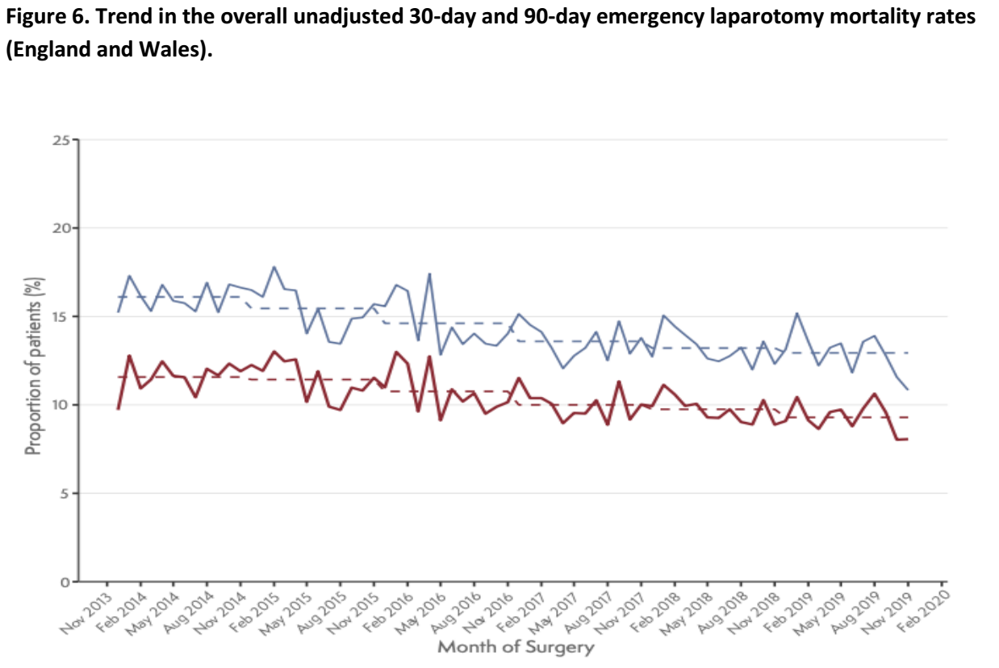 Figure 6. Trend in the overall unadjusted 30-day and 90-day emergency laparotomy mortality rates
(England and Wales).
25
20
15
10
5
0
Proportion of patients (%)
Nov 2013
Feb 2014
May 2014
Aug 2014
Nov 2014
Feb 2015
May 2015
Aug 2015
Nov 2015
Feb 2016
May 2016
Aug 2016
Nov 2016
Feb 2017
May 2017
Aug 2017
Nov 2017
Feb 2018
May 2018
Aug 2018
Nov 2018
Feb 2019
May 2019
Aug 2019
Nov 2019
Feb 2020
Month of Surgery